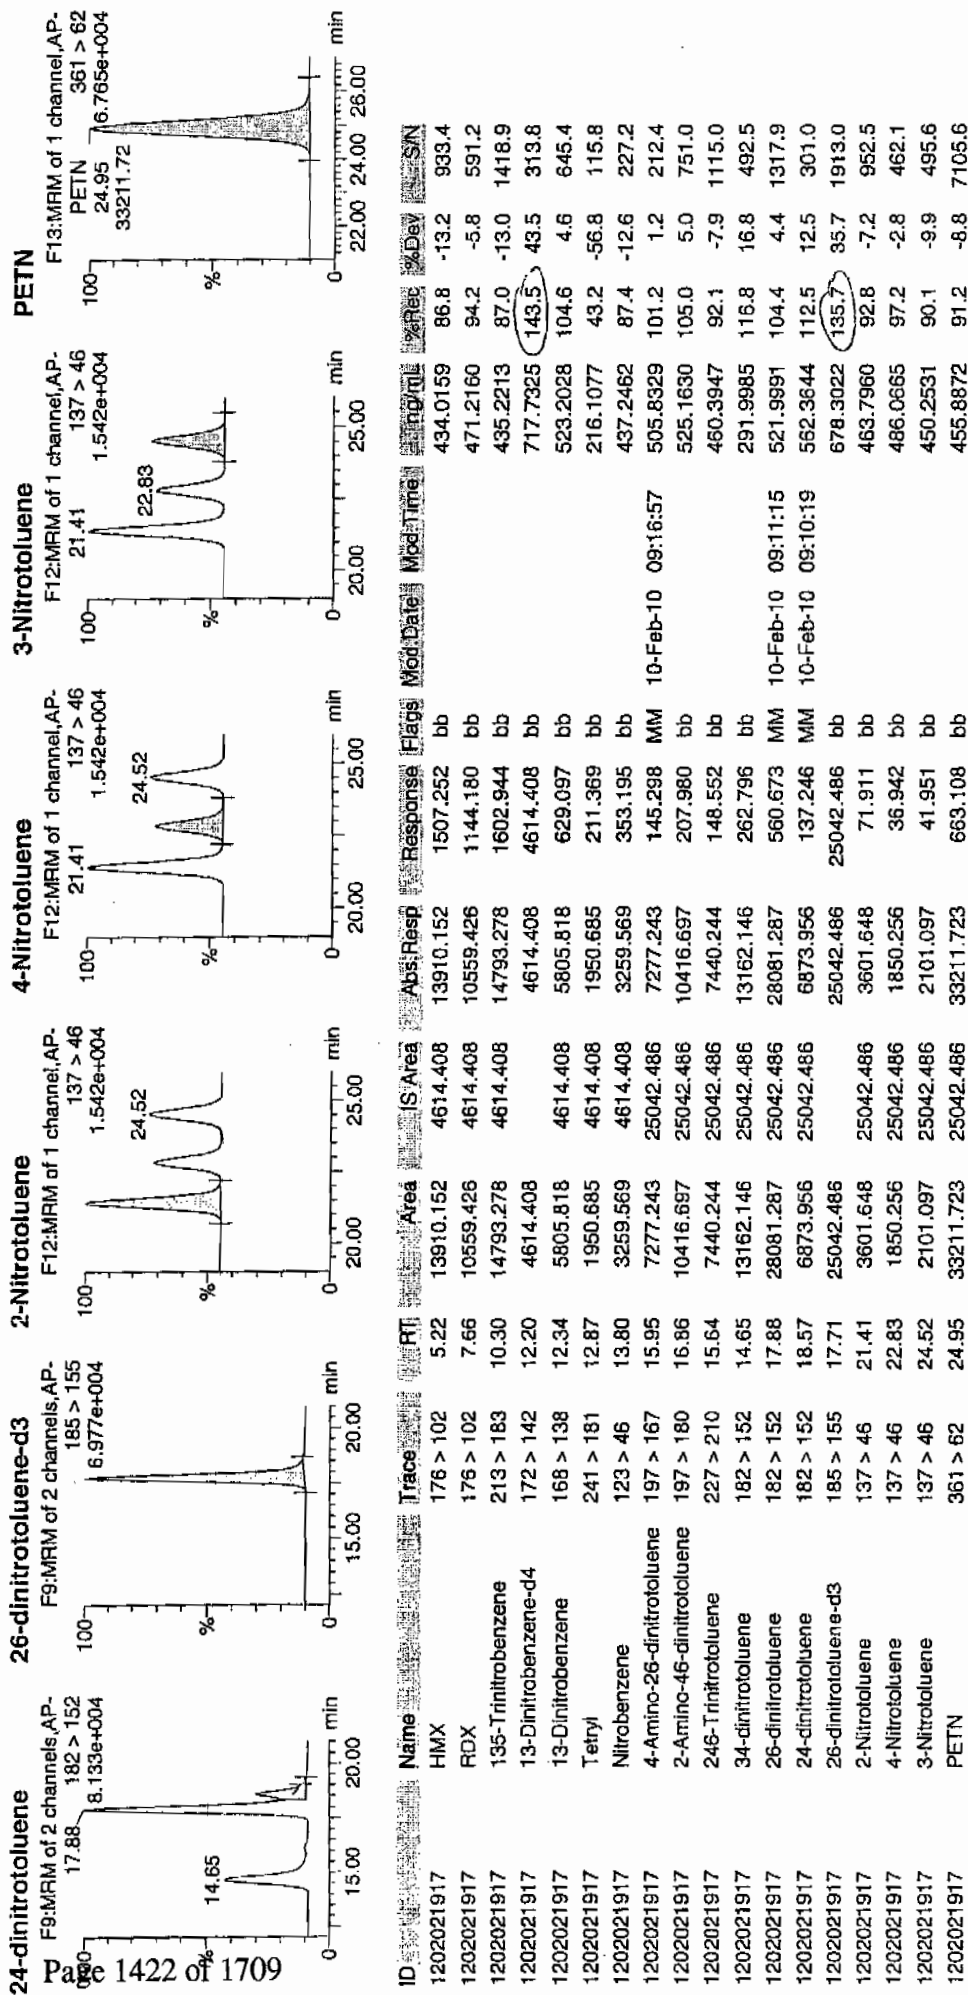 24-dinitrotoluene
F9:MRM of 2 channels,AP-
182 > 152
8.133e+004
17.88
14.65
%
0
15.00
20.00
min
26-dinitrotoluene-d3
F9:MRM of 2 channels,AP-
185 > 155
6.977e+004
100
%
0
15.00
20.00
min
2-Nitrotoluene
F12:MRM of 1 channel,AP-
137 > 46
1.542e+004
100
24.52
%
0
20.00
25.00
min
4-Nitrotoluene
F12:MRM of 1 channel,AP-
137 > 46
1.542e+004
100
21.41
24.52
%
0
20.00
25.00
min
3-Nitrotoluene
F12:MRM of 1 channel,AP-
137 > 46
1.542e+004
100
21.41
22.83
%
0
20.00
25.00
min
PETN
F13:MRM of 1 channel,AP-
361 > 62
6.765e+004
PETN
24.95
33211.72
100
%
0
22.00
24.00
26.00
min
ID Name Trace RT Area IS Area Abs.Resp Response Flags Mod.Date Mod.Time ng/mL %Rec %Dev S/N
1202021917 HMX 176 > 102 5.22 13910.152 4614.408 13910.152 1507.252 bb 434.0159 86.8 -13.2 933.4
1202021917 RDX 176 > 102 7.66 10559.426 4614.408 10559.426 1144.180 bb 471.2160 94.2 -5.8 591.2
1202021917 135-Trinitrobenzene 213 > 183 10.30 14793.278 4614.408 14793.278 1602.944 bb 435.2213 87.0 -13.0 1418.9
1202021917 13-Dinitrobenzene-d4 172 > 142 12.20 4614.408 4614.408 4614.408 bb 717.7325 143.5 43.5 313.8
1202021917 13-Dinitrobenzene 168 > 138 12.34 5805.818 4614.408 5805.818 629.097 bb 523.2028 104.6 4.6 645.4
1202021917 Tetryl 241 > 181 12.87 1950.685 4614.408 1950.685 211.369 bb 216.1077 43.2 -56.8 115.8
1202021917 Nitrobenzene 123 > 46 13.80 3259.569 4614.408 3259.569 353.195 bb 437.2462 87.4 -12.6 227.2
1202021917 4-Amino-26-dinitrotoluene 197 > 167 15.95 7277.243 25042.486 7277.243 145.298 MM 10-Feb-10 09:16:57 505.8329 101.2 1.2 212.4
1202021917 2-Amino-46-dinitrotoluene 197 > 180 16.86 10416.697 25042.486 10416.697 207.980 bb 525.1630 105.0 5.0 751.0
1202021917 246-Trinitrotoluene 227 > 210 15.64 7440.244 25042.486 7440.244 148.552 bb 460.3947 92.1 -7.9 1115.0
1202021917 34-dinitrotoluene 182 > 152 14.65 13162.146 25042.486 13162.146 262.796 bb 291.9985 116.8 16.8 492.5
1202021917 26-dinitrotoluene 182 > 152 17.88 28081.287 25042.486 28081.287 560.673 MM 10-Feb-10 09:11:15 521.9991 104.4 4.4 1317.9
1202021917 24-dinitrotoluene 182 > 152 18.57 6873.956 25042.486 6873.956 137.246 MM 10-Feb-10 09:10:19 562.3644 112.5 12.5 301.0
1202021917 26-dinitrotoluene-d3 185 > 155 17.71 25042.486 25042.486 25042.486 bb 678.3022 135.7 35.7 1913.0
1202021917 2-Nitrotoluene 137 > 46 21.41 3601.648 25042.486 3601.648 71.911 bb 463.7960 92.8 -7.2 952.5
1202021917 4-Nitrotoluene 137 > 46 22.83 1850.256 25042.486 1850.256 36.942 bb 486.0665 97.2 -2.8 462.1
1202021917 3-Nitrotoluene 137 > 46 24.52 2101.097 25042.486 2101.097 41.951 bb 450.2531 90.1 -9.9 495.6
1202021917 PETN 361 > 62 24.95 33211.723 25042.486 33211.723 663.108 bb 455.8872 91.2 -8.8 7105.6
Page 1422 of 1709